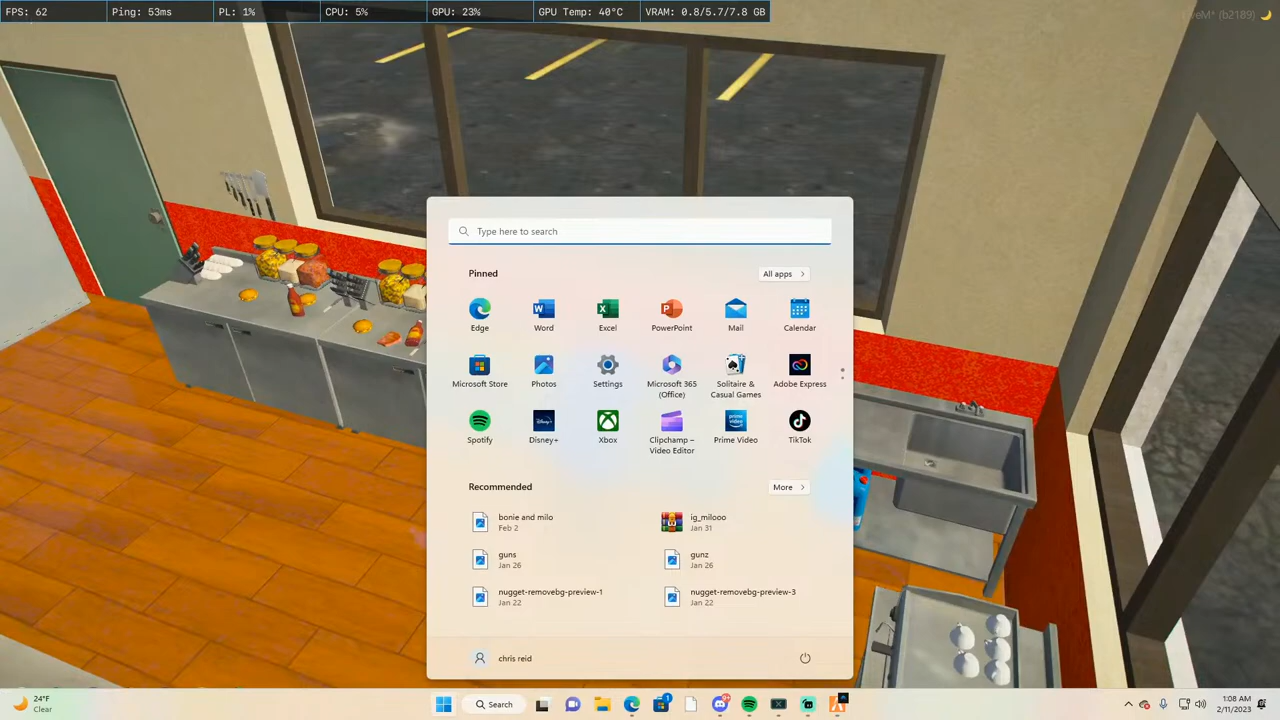 FPS: 62
Ping: 53ms
PL: 1%
CPU: 5%
GPU: 23%
GPU Temp: 40°C
VRAM: 0.8/5.7/7.8 GB
(b2189)
Type here to search
Pinned
All apps
Edge
Word
Excel
PowerPoint
Mail
Calendar
Microsoft Store
Photos
Settings
Microsoft 365
(Office)
Solitaire &
Casual Games
Adobe Express
Spotify
Disney+
Xbox
Clipchamp –
Video Editor
Prime Video
TikTok
Recommended
More
bonie and milo
Feb 2
ig_milooo
Jan 31
guns
Jan 26
gunz
Jan 26
nugget-removebg-preview-1
Jan 22
nugget-removebg-preview-3
Jan 22
chris reid
24°F
Clear
Search
1:08 AM
2/11/2023